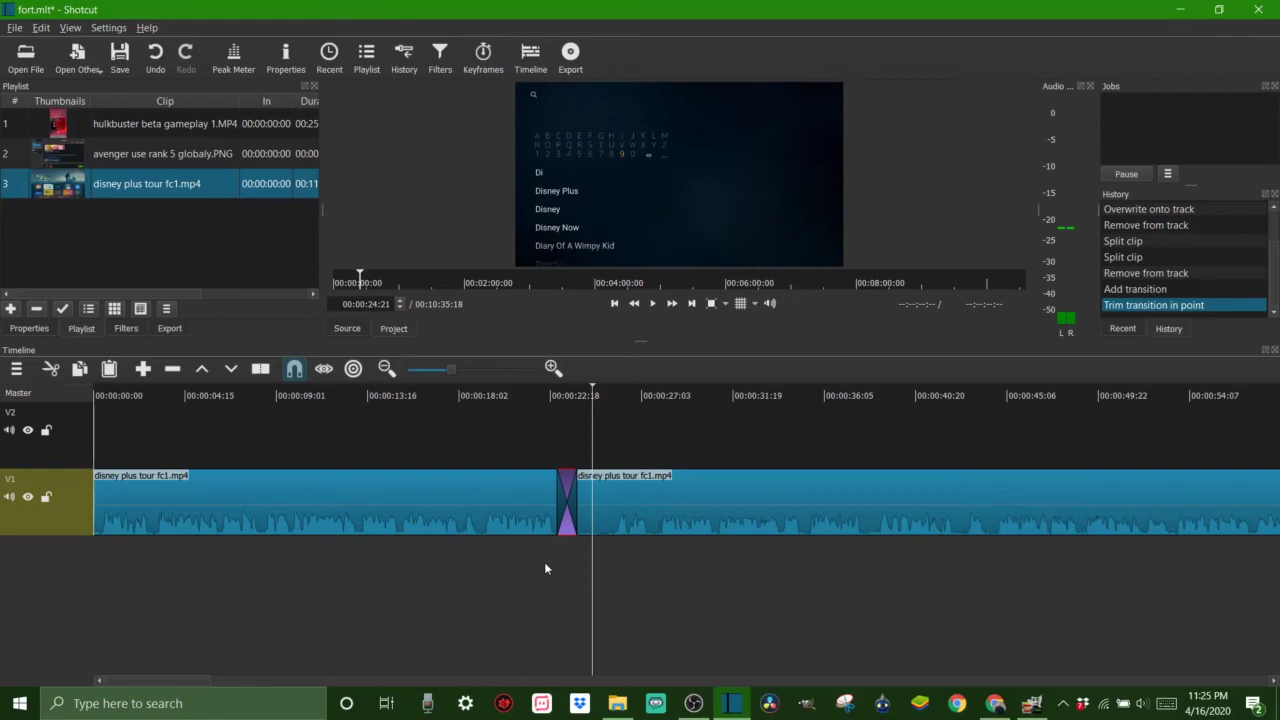 fort.mlt* - Shotcut
File Edit View Settings Help
Open File Open Other.. Save Undo Redo Peak Meter Properties Recent Playlist History Filters Keyframes Timeline Export
Playlist
# Thumbnails Clip In Dura
1 hulkbuster beta gameplay 1.MP4 00:00:00:00 00:25
2 avenger use rank 5 globaly.PNG 00:00:00:00 00:00
3 disney plus tour fc1.mp4 00:00:00:00 00:11
Properties Playlist Filters Export
A B C D E F G H I J K L M
N O P Q R S T U V W X Y Z
1 2 3 4 5 6 7 8 9 0
Di
Disney Plus
Disney
Disney Now
Diary Of A Wimpy Kid
00:00:00:00 00:02:00:00 00:04:00:00 00:06:00:00 00:08:00:00
00:00:24:21 / 00:10:35:18 --:--:--:-- / --:--:--:--
Source Project
Audio ...
0
-5
-10
-15
-20
-25
-30
-35
-40
-50
L R
Jobs
Pause
History
Overwrite onto track
Remove from track
Split clip
Split clip
Remove from track
Add transition
Trim transition in point
Recent History
Timeline
Master 00:00:00:00 00:00:04:15 00:00:09:01 00:00:13:16 00:00:18:02 00:00:22:18 00:00:27:03 00:00:31:19 00:00:36:05 00:00:40:20 00:00:45:06 00:00:49:22 00:00:54:07
V2
V1
disney plus tour fc1.mp4 disney plus tour fc1.mp4
Type here to search
11:25 PM
4/16/2020
2